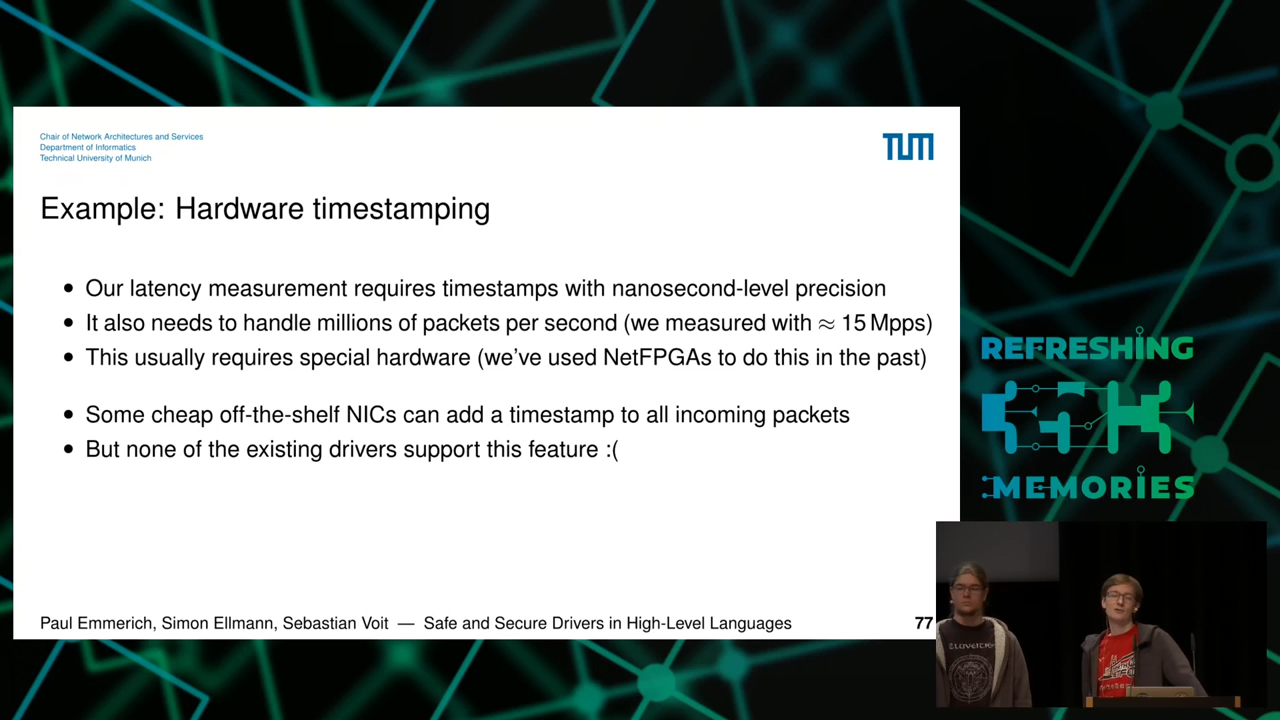 Chair of Network Architectures and Services
Department of Informatics
Technical University of Munich
TUM
Example: Hardware timestamping
• Our latency measurement requires timestamps with nanosecond-level precision
• It also needs to handle millions of packets per second (we measured with ≈ 15 Mpps)
• This usually requires special hardware (we've used NetFPGAs to do this in the past)
• Some cheap off-the-shelf NICs can add a timestamp to all incoming packets
• But none of the existing drivers support this feature :(
Paul Emmerich, Simon Ellmann, Sebastian Voit — Safe and Secure Drivers in High-Level Languages
77
REFRESHING
MEMORIES